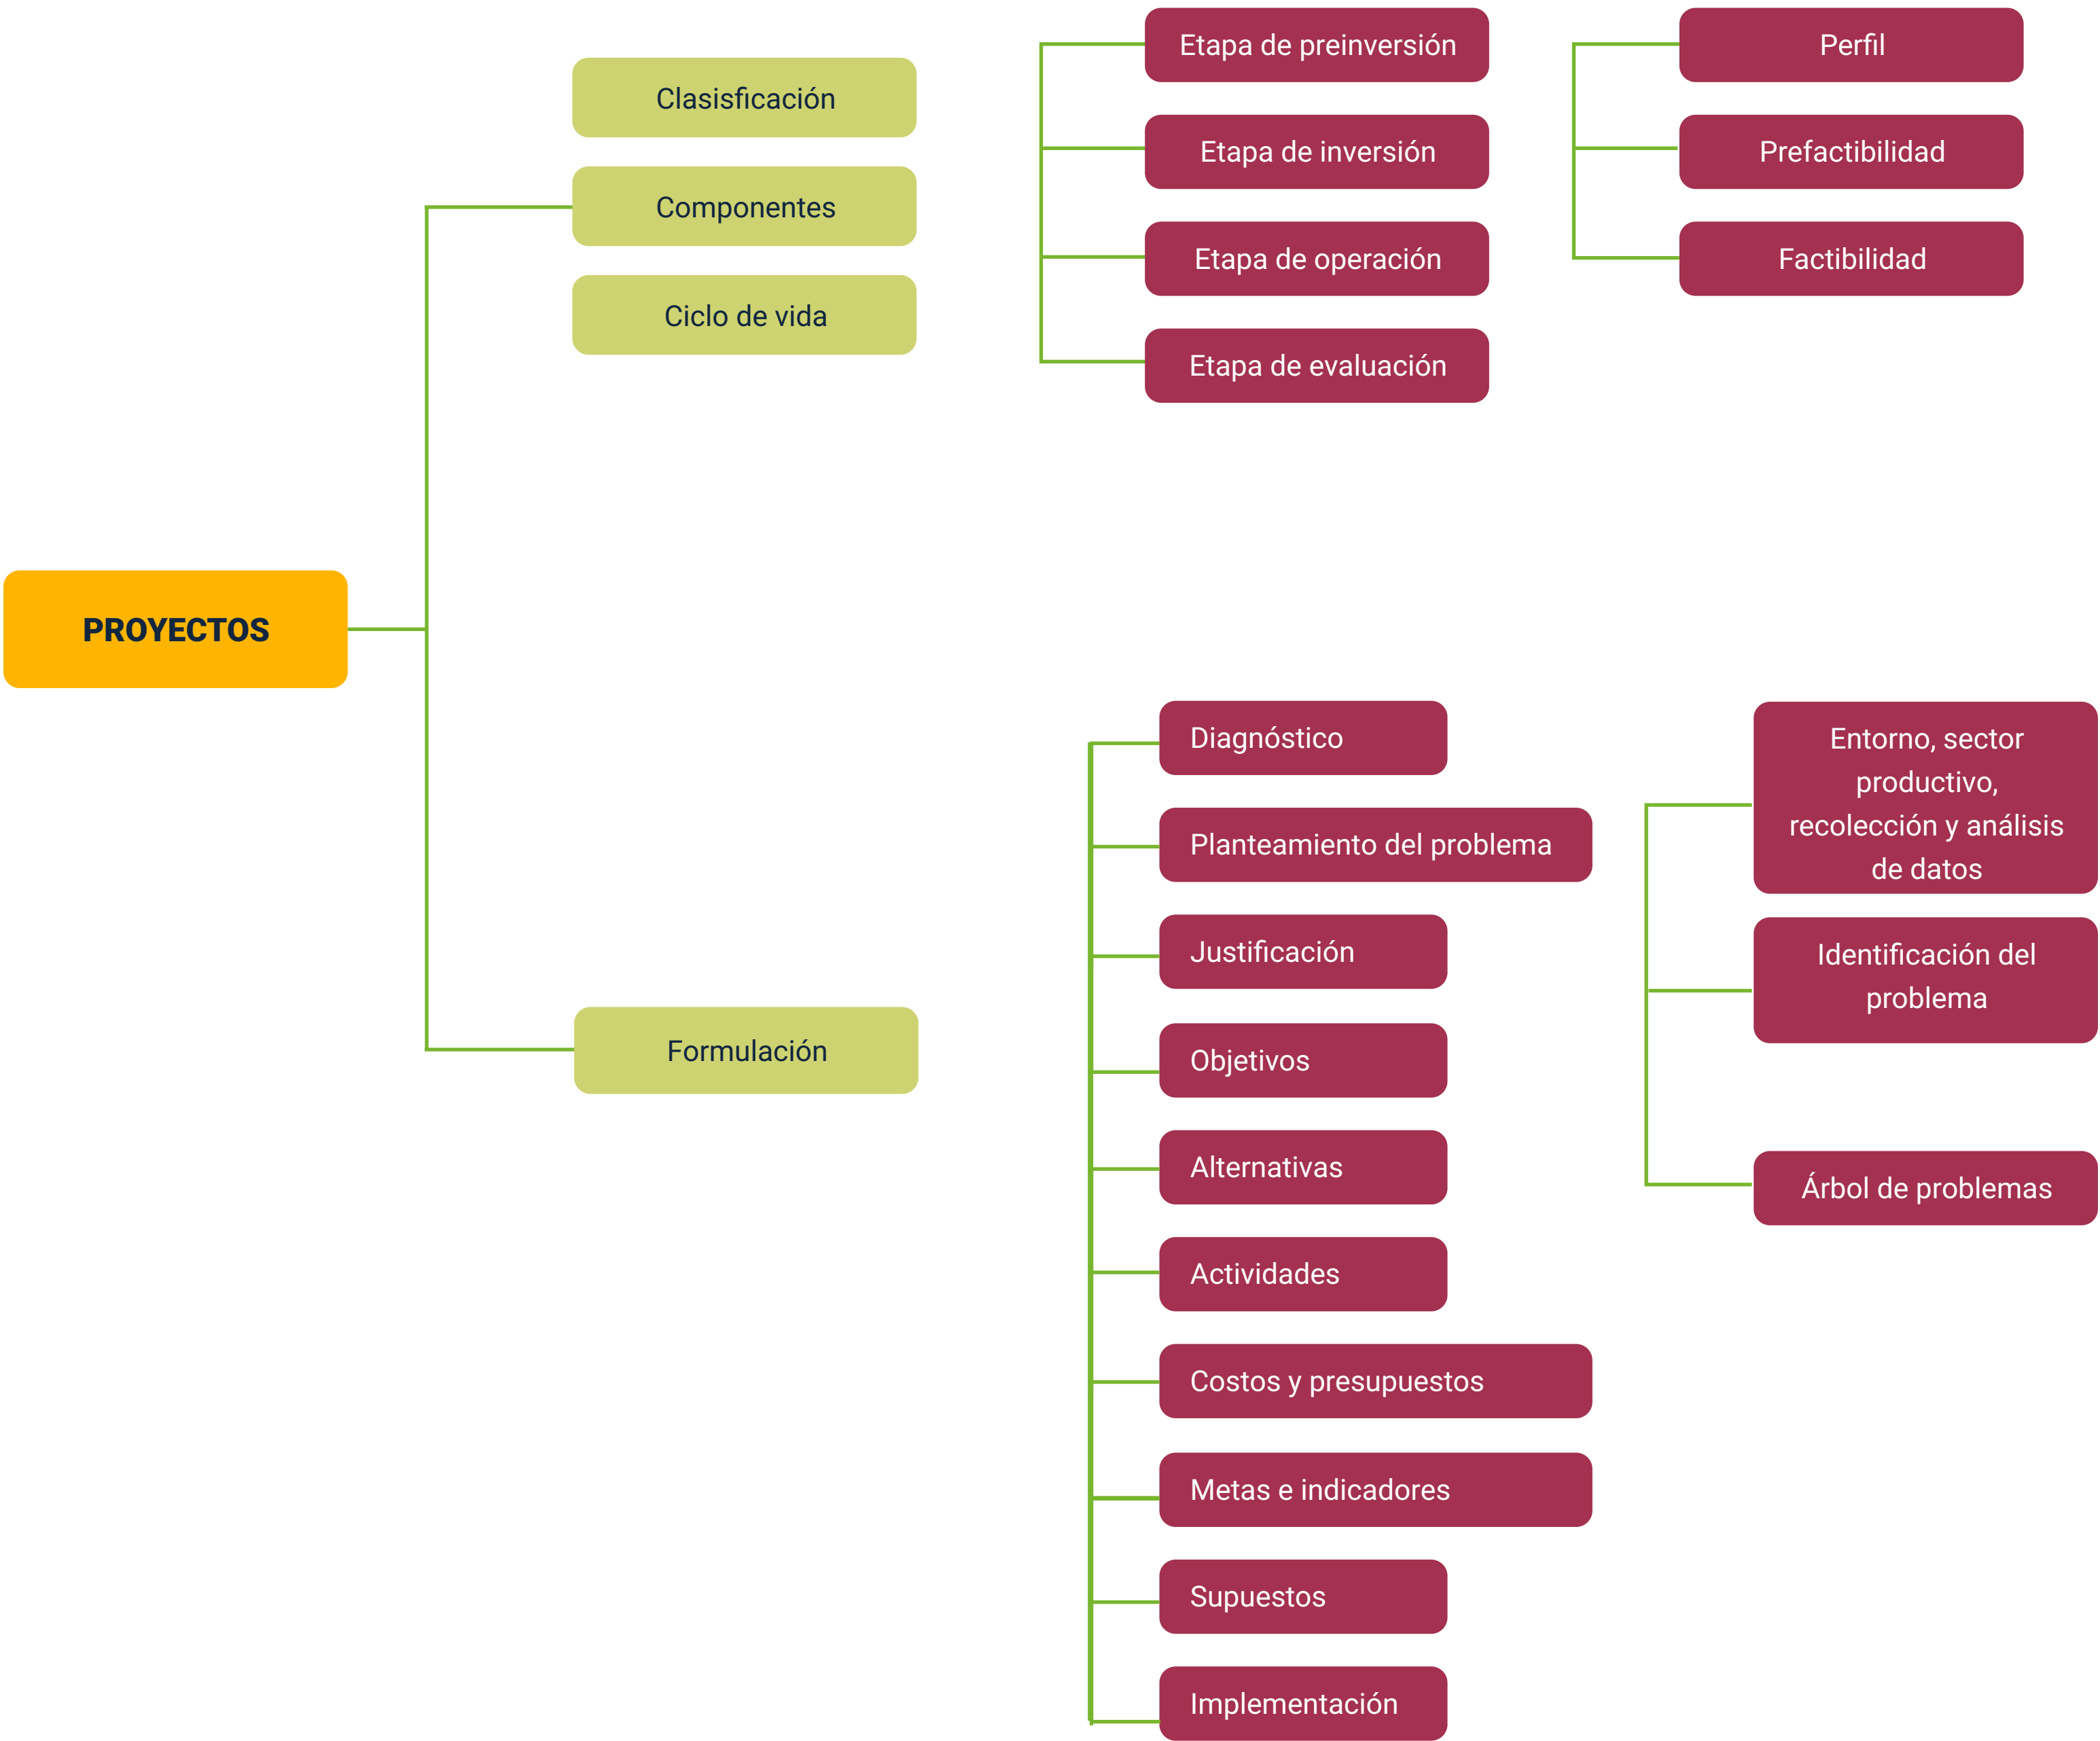 PROYECTOS
Clasisficación
Componentes
Ciclo de vida
Etapa de preinversión
Etapa de inversión
Etapa de operación
Etapa de evaluación
Perfil
Prefactibilidad
Factibilidad
Formulación
Diagnóstico
Planteamiento del problema
Justificación
Objetivos
Alternativas
Actividades
Costos y presupuestos
Metas e indicadores
Supuestos
Implementación
Entorno, sector
productivo,
recolección y análisis
de datos
Identificación del
problema
Árbol de problemas